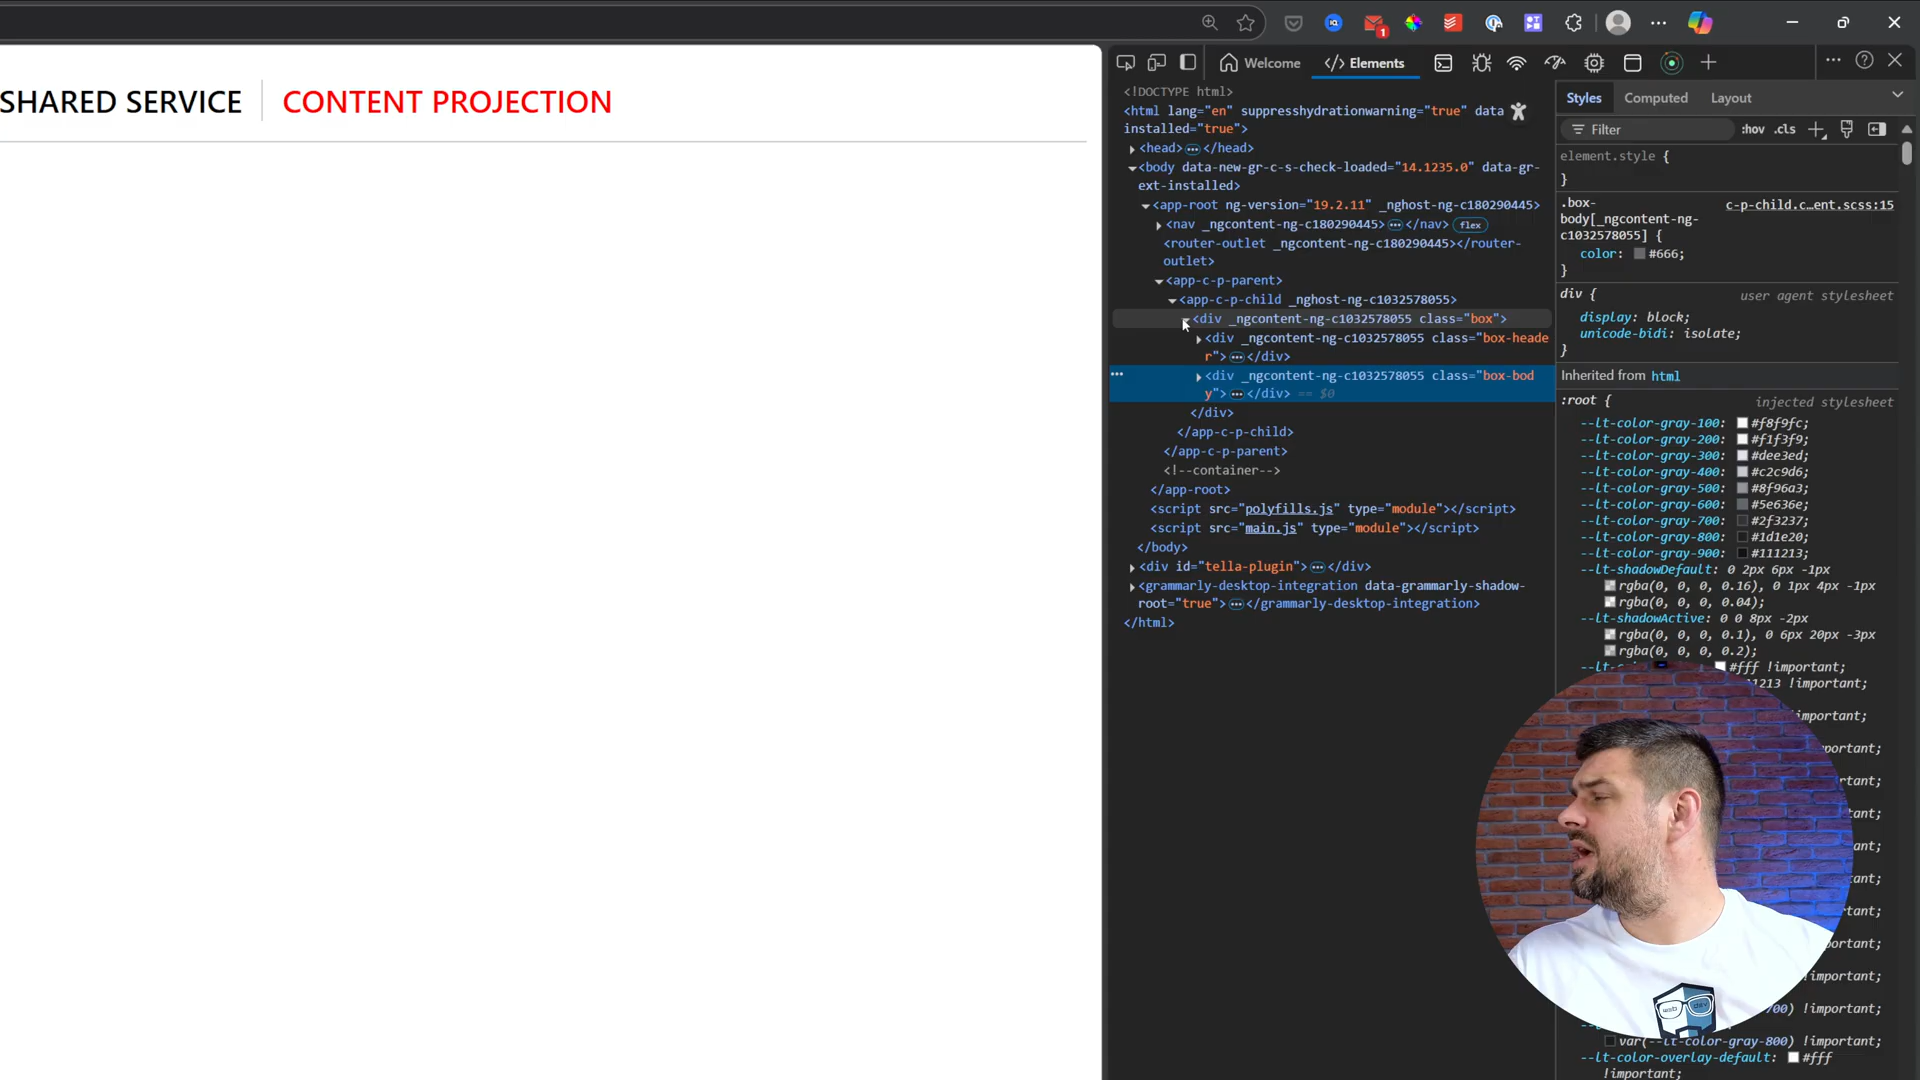 SHARED SERVICE
CONTENT PROJECTION
1
Welcome
Elements
<!DOCTYPE html>
<html lang="en" suppresshydrationwarning="true" data
installed="true">
<head> </head>
<body data-new-gr-c-s-check-loaded="14.1235.0" data-gr-
ext-installed>
<app-root ng-version="19.2.11" _nghost-ng-c180290445>
<nav _ngcontent-ng-c180290445> </nav> flex
<router-outlet _ngcontent-ng-c180290445></router-
outlet>
<app-c-p-parent>
<app-c-p-child _nghost-ng-c1032578055>
<div _ngcontent-ng-c1032578055 class="box">
<div _ngcontent-ng-c1032578055 class="box-heade
r"> </div>
<div _ngcontent-ng-c1032578055 class="box-bod
y"> </div> == $0
</div>
</app-c-p-child>
</app-c-p-parent>
<!--container-->
</app-root>
<script src="polyfills.js" type="module"></script>
<script src="main.js" type="module"></script>
</body>
<div id="tella-plugin"> </div>
<grammarly-desktop-integration data-grammarly-shadow-
root="true"> </grammarly-desktop-integration>
</html>
Styles Computed Layout
Filter :hov .cls
element.style {
}
.box- c-p-child.c…ent.scss:15
body[_ngcontent-ng-
c1032578055] {
color: #666;
}
div { user agent stylesheet
display: block;
unicode-bidi: isolate;
}
Inherited from html
:root { injected stylesheet
--lt-color-gray-100: #f8f9fc;
--lt-color-gray-200: #f1f3f9;
--lt-color-gray-300: #dee3ed;
--lt-color-gray-400: #c2c9d6;
--lt-color-gray-500: #8f96a3;
--lt-color-gray-600: #5e636e;
--lt-color-gray-700: #2f3237;
--lt-color-gray-800: #1d1e20;
--lt-color-gray-900: #111213;
--lt-shadowDefault: 0 2px 6px -1px
rgba(0, 0, 0, 0.16), 0 1px 4px -1px
rgba(0, 0, 0, 0.04);
--lt-shadowActive: 0 0 8px -2px
rgba(0, 0, 0, 0.1), 0 6px 20px -3px
rgba(0, 0, 0, 0.2);
#fff !important;
!important;
var(--lt-color-gray-800) !important;
--lt-color-overlay-default: #fff
!important;
web dev